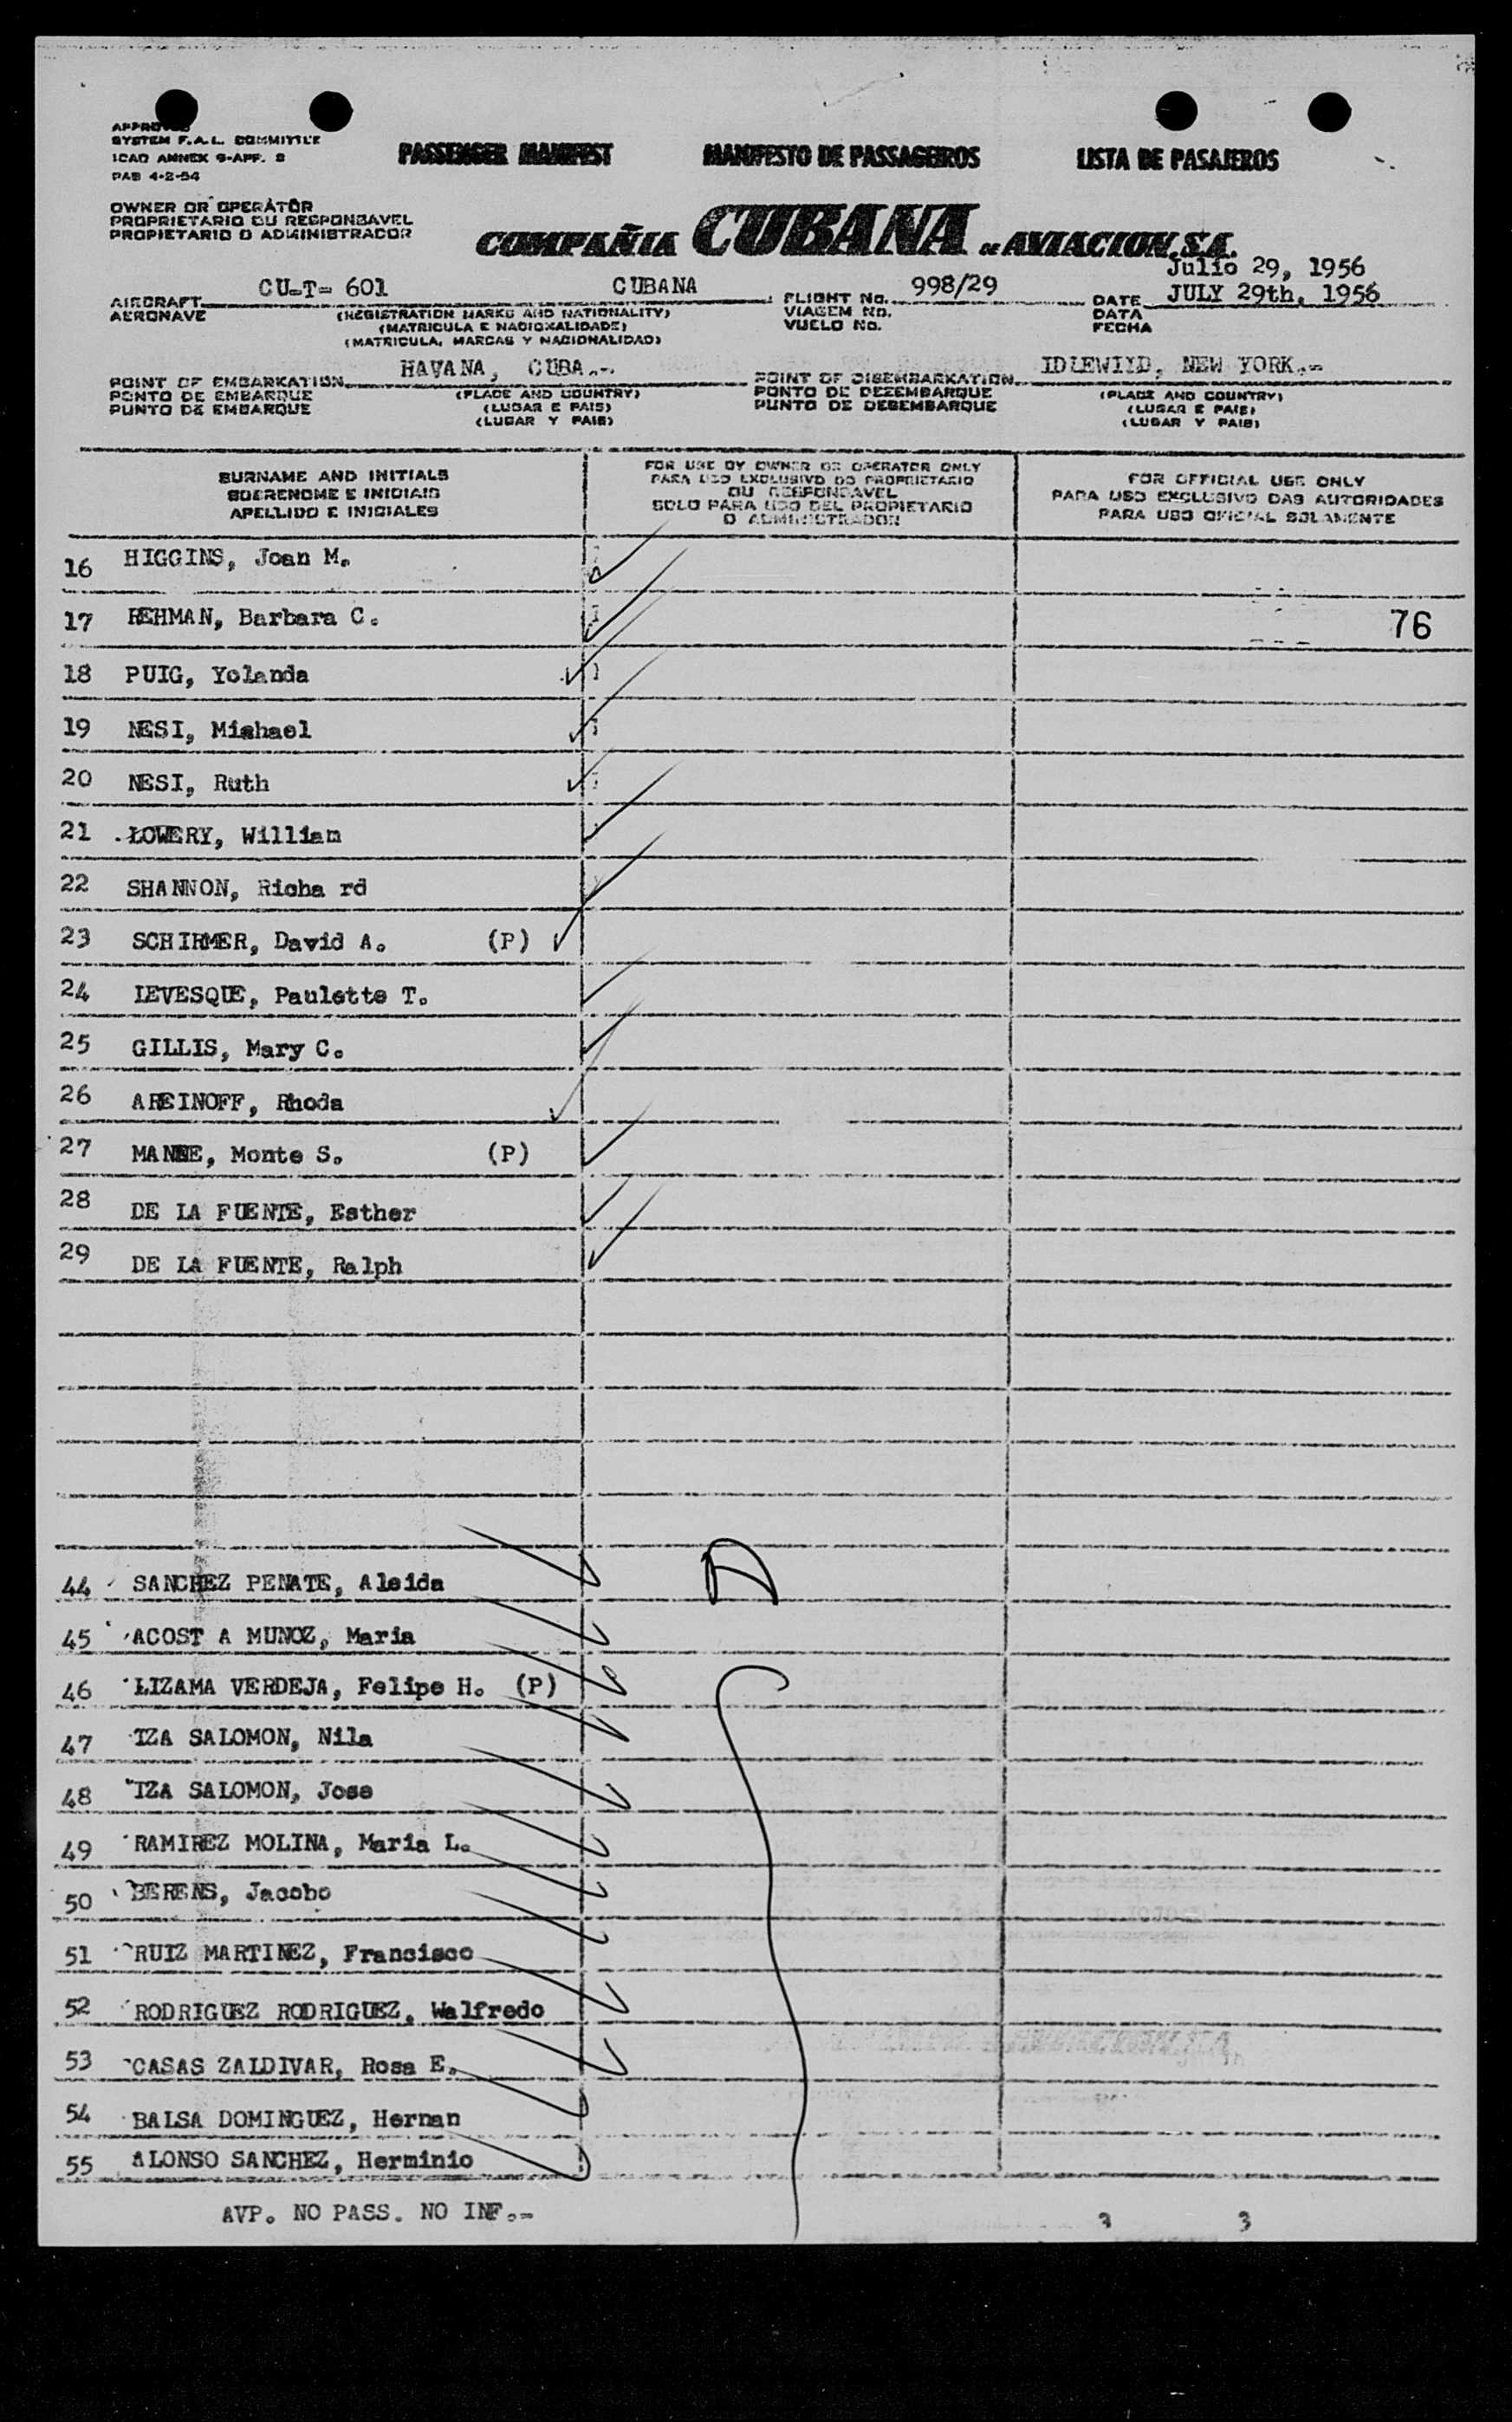 APPROVED
SYSTEM F.A.L. COMMITTEE
ICAO ANNEX 9-APP. 3
PAB 4-2-54
PASSENGER MANIFEST MANIFESTO DE PASSAGEIROS LISTA DE PASAJEROS
OWNER OR OPERATOR
PROPRIETARIO OU RESPONSAVEL
PROPIETARIO O ADMINISTRADOR
COMPAÑIA CUBANA DE AVIACION, S.A.
Julio 29, 1956
AIRCRAFT CU-T- 601 CUBANA FLIGHT No. 998/29 DATE JULY 29th, 1956
AERONAVE (REGISTRATION MARKS AND NATIONALITY) VIAGEM No. DATA
(MATRICULA E NACIONALIDADE) VUELO No. FECHA
(MATRICULA, MARCAS Y NACIONALIDAD)
POINT OF EMBARKATION HAVANA, CUBA.-. POINT OF DISEMBARKATION IDLEWILD, NEW YORK.-
PONTO DE EMBARQUE (PLACE AND COUNTRY) PONTO DE DEZEMBARQUE (PLACE AND COUNTRY)
PUNTO DE EMBARQUE (LUGAR E PAIS) PUNTO DE DESEMBARQUE (LUGAR E PAIS)
(LUGAR Y PAIS) (LUGAR Y PAIS)
SURNAME AND INITIALS
SOBRENOME E INICIAIS
APELLIDO E INICIALES
FOR USE BY OWNER OR OPERATOR ONLY
PARA USO EXCLUSIVO DO PROPRIETARIO
OU RESPONSAVEL
SOLO PARA USO DEL PROPIETARIO
O ADMINISTRADOR
FOR OFFICIAL USE ONLY
PARA USO EXCLUSIVO DAS AUTORIDADES
PARA USO OFICIAL SOLAMENTE
16 HIGGINS, Joan M.
17 REHMAN, Barbara C. 76
18 PUIG, Yolanda
19 NESI, Mishael
20 NESI, Ruth
21 LOWERY, William
22 SHANNON, Richa rd
23 SCHIRMER, David A. (P)
24 LEVESQUE, Paulette T.
25 GILLIS, Mary C.
26 Rhoda
27 Monte S. (P)
28 DE LA FUENTE, Esther
29 DE LA FUENTE, Ralph
44 SANCHEZ PENATE, Aleida
45 ACOST A MUNOZ, Maria
46 LIZAMA VERDEJA, Felipe H. (P)
47 IZA SALOMON, Nila
48 IZA SALOMON, Jose
49 RAMIREZ MOLINA, Maria L.
50 BERENS, Jacobo
51 RUIZ MARTINEZ, Francisco
52 RODRIGUEZ RODRIGUEZ, Walfredo
53 CASAS ZALDIVAR, Rosa E.
54 BALSA DOMINGUEZ, Hernan
55 ALONSO SANCHEZ, Herminio
AVP. NO PASS. NO INF.-
3 3